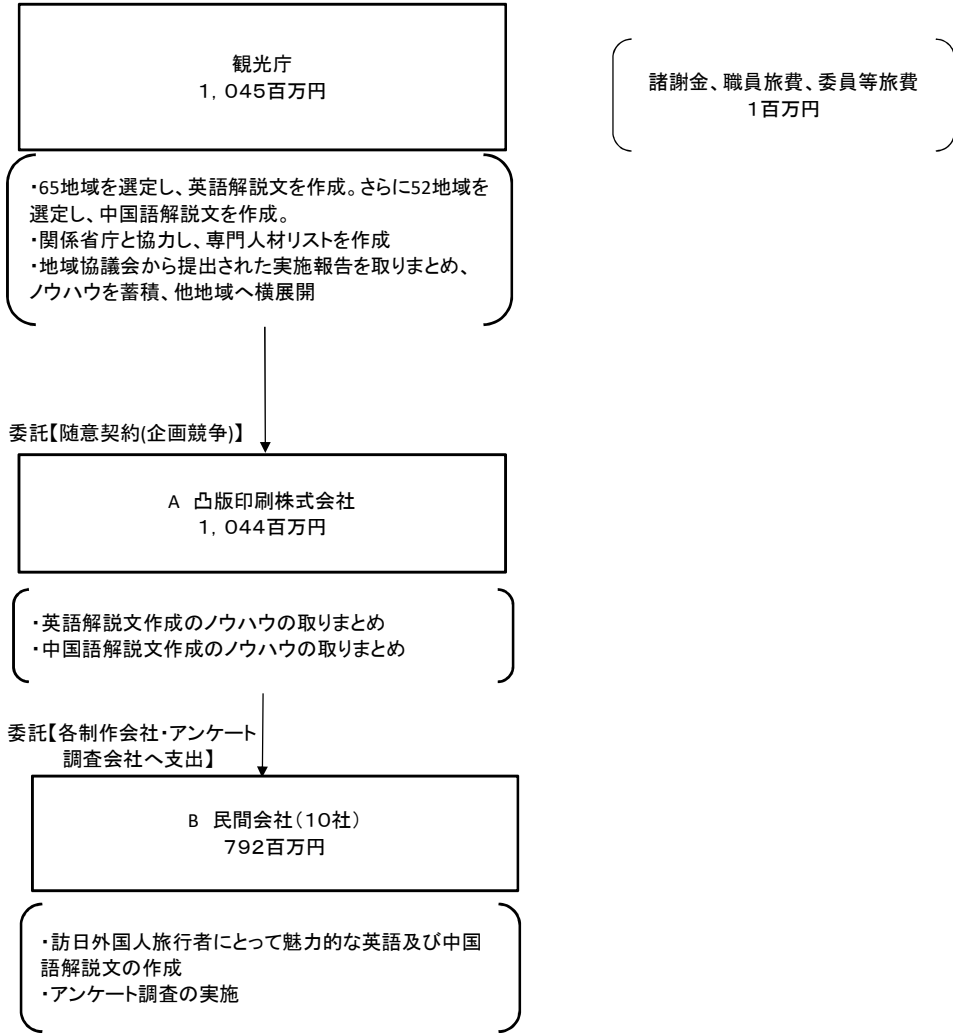 観光庁
1，045百万円
諸謝金、職員旅費、委員等旅費
1百万円
・65地域を選定し、英語解説文を作成。さらに52地域を
選定し、中国語解説文を作成。
・関係省庁と協力し、専門人材リストを作成
・地域協議会から提出された実施報告を取りまとめ、
ノウハウを蓄積、他地域へ横展開
委託【随意契約(企画競争)】
A 凸版印刷株式会社
1，044百万円
・英語解説文作成のノウハウの取りまとめ
・中国語解説文作成のノウハウの取りまとめ
委託【各制作会社・アンケート
調査会社へ支出】
B 民間会社（10社）
792百万円
・訪日外国人旅行者にとって魅力的な英語及び中国
語解説文の作成
・アンケート調査の実施